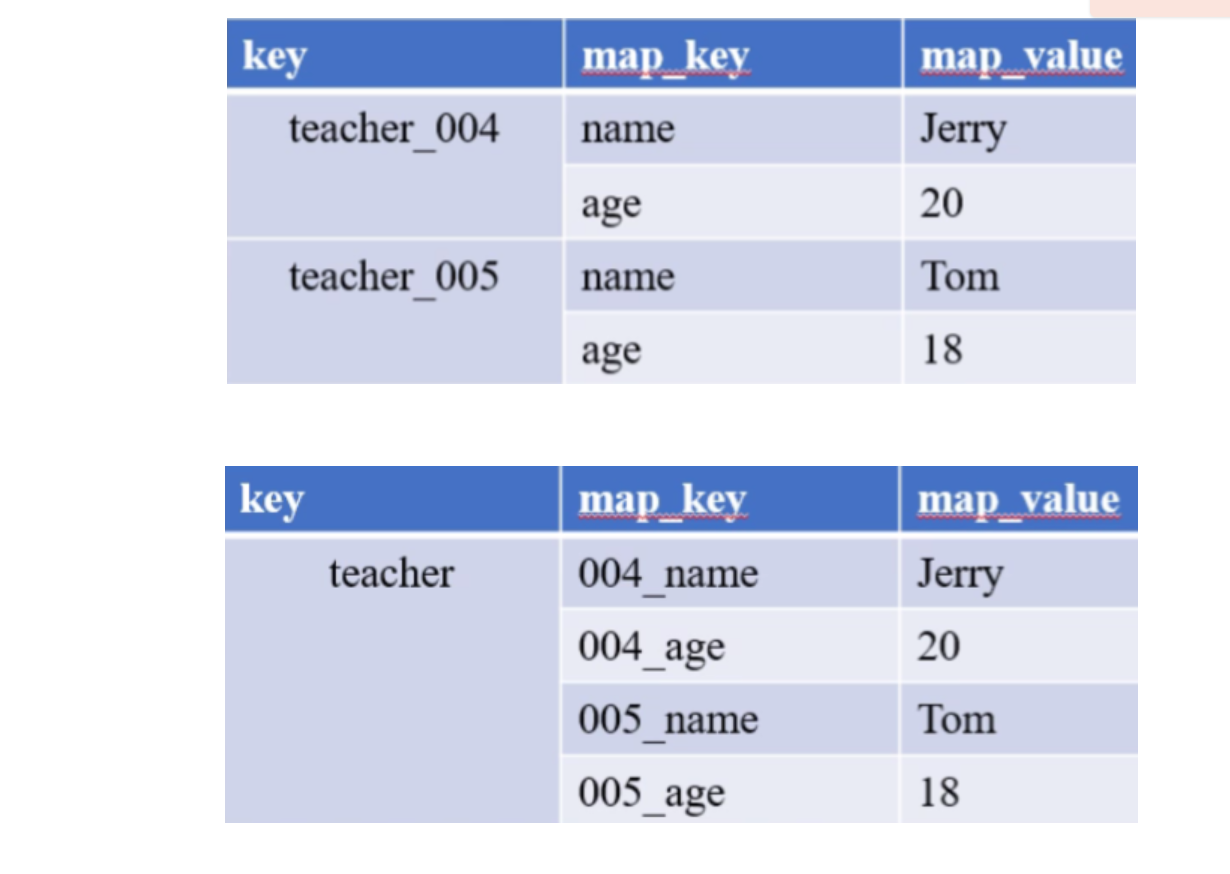 key map_key map_value
teacher_004 name Jerry
age 20
teacher_005 name Tom
age 18
key map_key map_value
teacher 004_name Jerry
004_age 20
005_name Tom
005_age 18